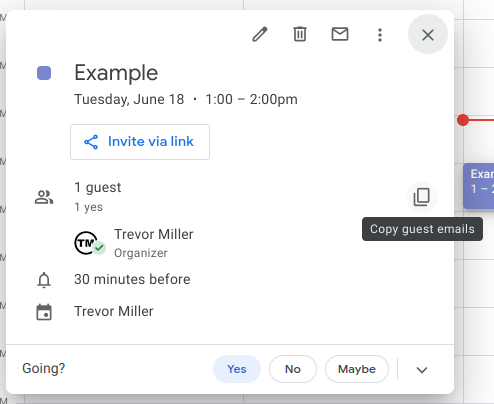 Example
Tuesday, June 18 • 1:00 – 2:00pm
Invite via link
1 guest
1 yes
Copy guest emails
TM
Trevor Miller
Organizer
30 minutes before
Trevor Miller
Going?
Yes
No
Maybe
Exar
1 – 2
M
M
M
M
M
M
M
M